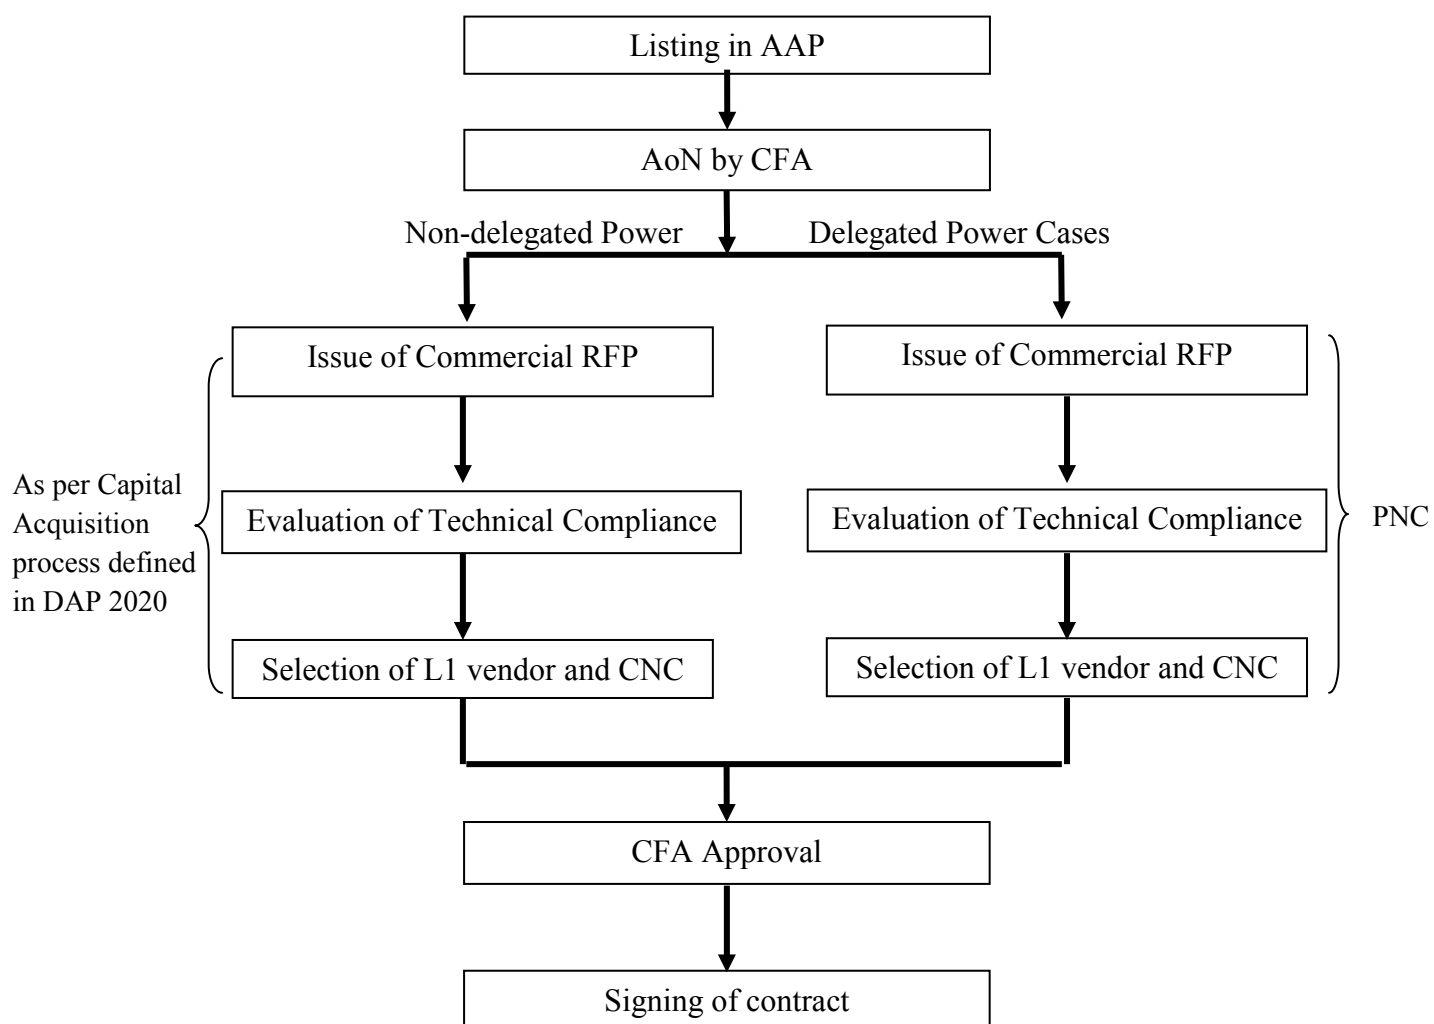 Listing in AAP
AoN by CFA
Non-delegated Power
Delegated Power Cases
Issue of Commercial RFP
Issue of Commercial RFP
As per Capital
Acquisition
process defined
in DAP 2020
Evaluation of Technical Compliance
Evaluation of Technical Compliance
PNC
Selection of L1 vendor and CNC
Selection of L1 vendor and CNC
CFA Approval
Signing of contract